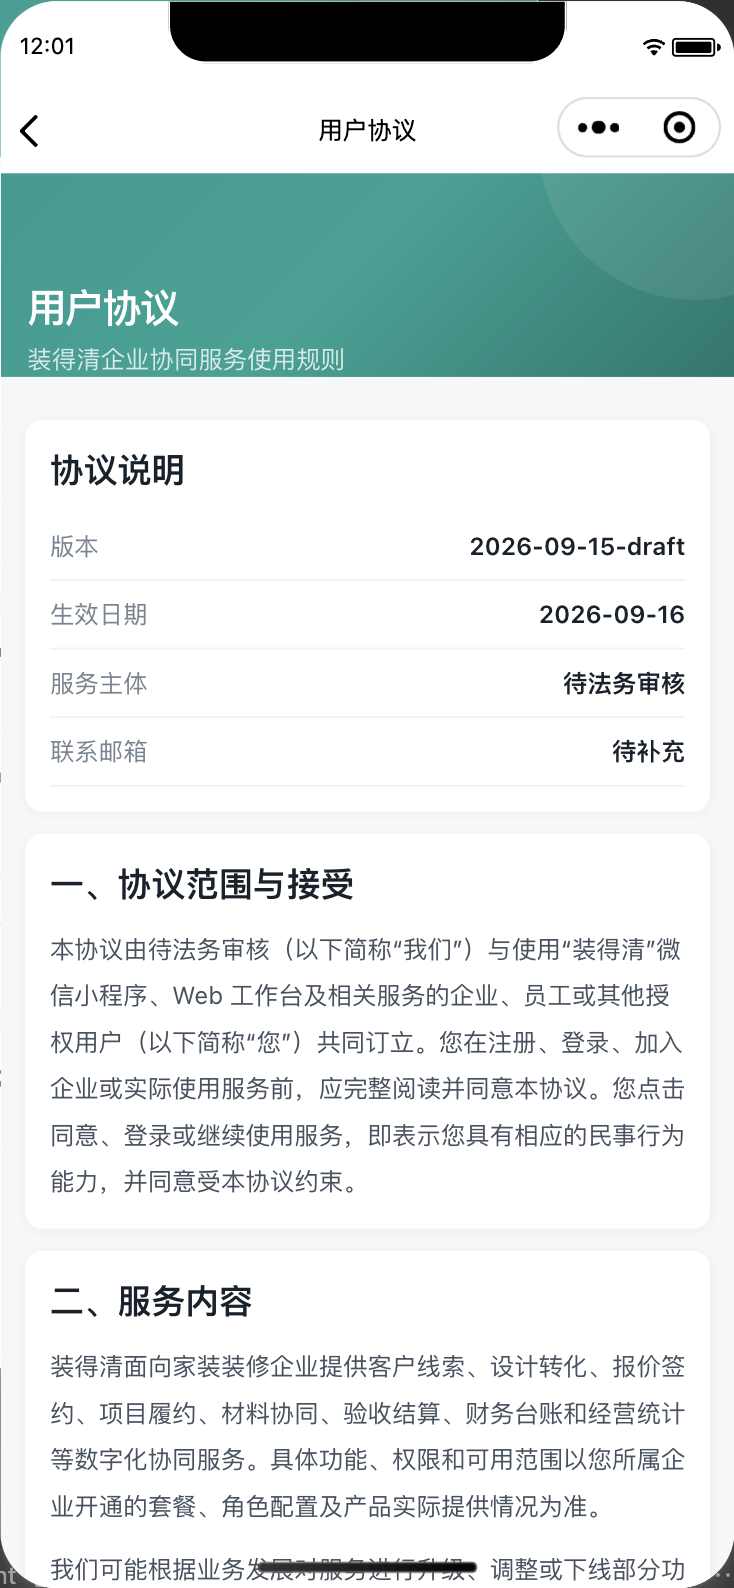 12:01
用户协议
用户协议
装得清企业协同服务使用规则
协议说明
版本 2026-09-15-draft
生效日期 2026-09-16
服务主体 待法务审核
联系邮箱 待补充
一、协议范围与接受
本协议由待法务审核（以下简称“我们”）与使用“装得清”微
信小程序、Web 工作台及相关服务的企业、员工或其他授
权用户（以下简称“您”）共同订立。您在注册、登录、加入
企业或实际使用服务前，应完整阅读并同意本协议。您点击
同意、登录或继续使用服务，即表示您具有相应的民事行为
能力，并同意受本协议约束。
二、服务内容
装得清面向家装装修企业提供客户线索、设计转化、报价签
约、项目履约、材料协同、验收结算、财务台账和经营统计
等数字化协同服务。具体功能、权限和可用范围以您所属企
业开通的套餐、角色配置及产品实际提供情况为准。
我们可能根据业务发展对服务进行升级、调整或下线部分功